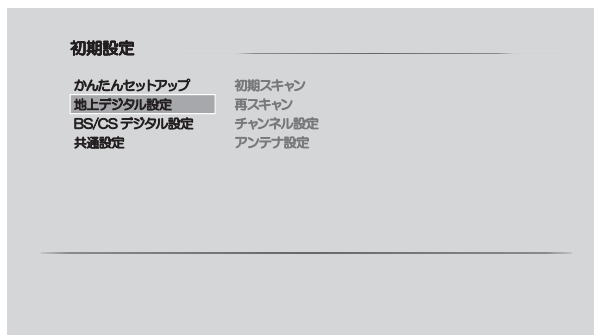 初期設定
かんたんセットアップ 初期スキャン
地上デジタル設定 再スキャン
BS/CS デジタル設定 チャンネル設定
共通設定 アンテナ設定